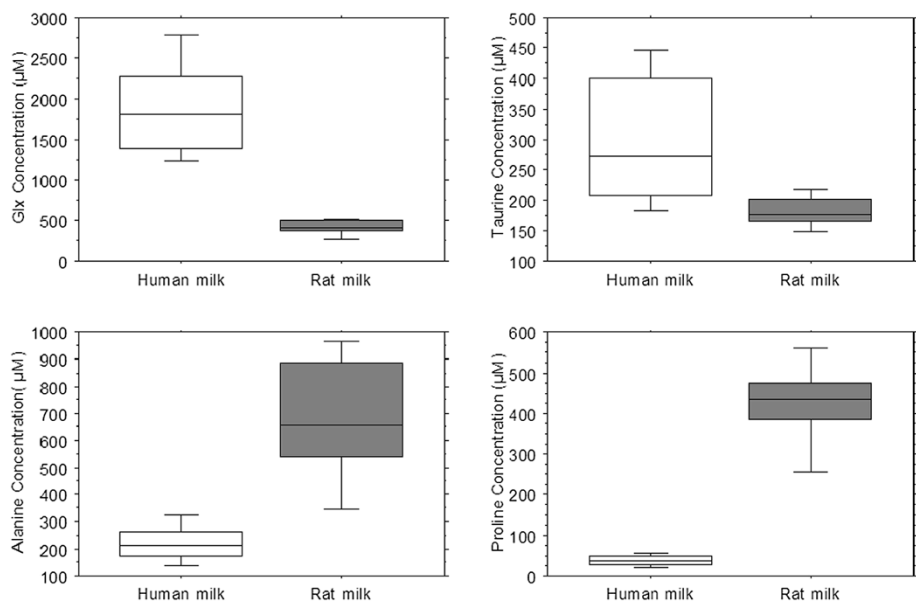 Glx Concentration (µM)
3000
2500
2000
1500
1000
500
0
Human milk
Rat milk
Taurine Concentration (µM)
500
450
400
350
300
250
200
150
100
Human milk
Rat milk
Alanine Concentration( µM)
1000
900
800
700
600
500
400
300
200
100
Human milk
Rat milk
Proline Concentration (µM)
600
500
400
300
200
100
0
Human milk
Rat milk